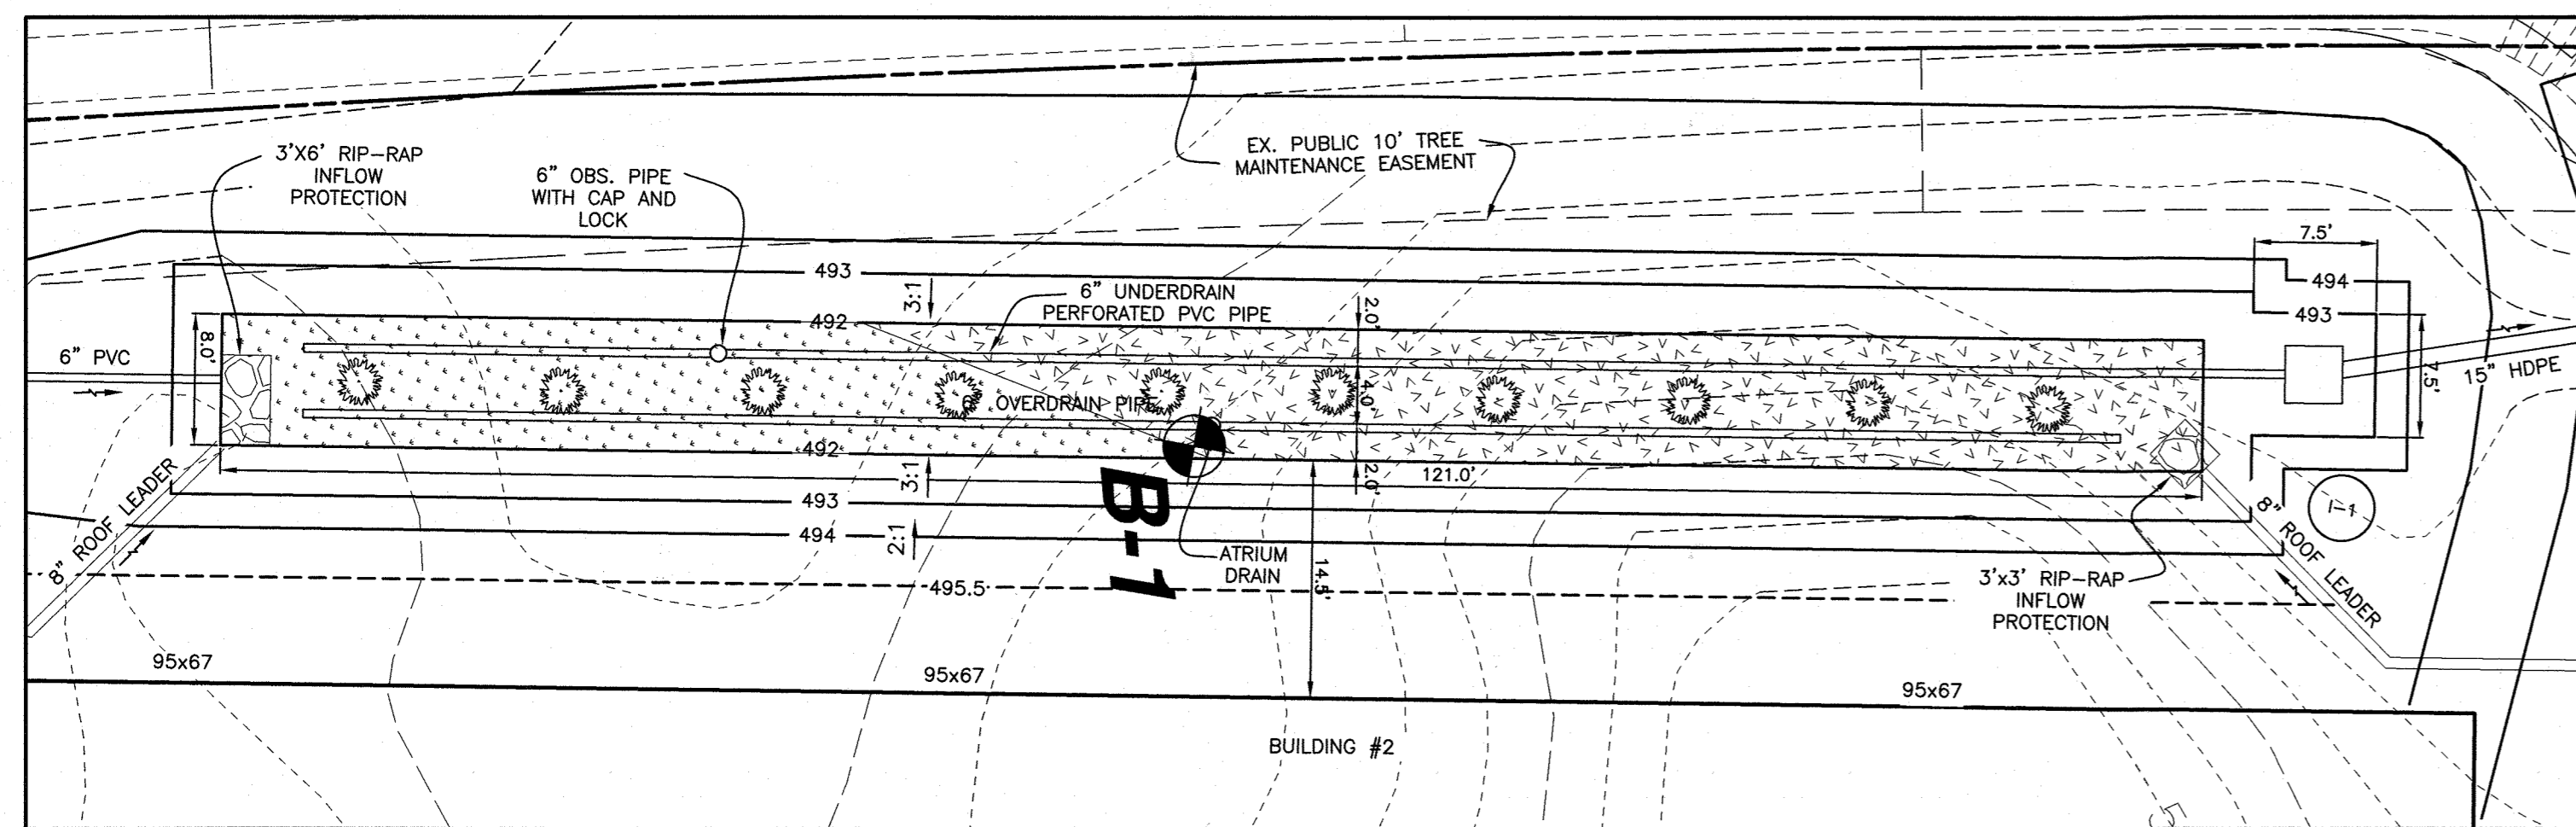 3'X6' RIP-RAP
INFLOW
PROTECTION
6" OBS. PIPE
WITH CAP AND
LOCK
EX. PUBLIC 10' TREE
MAINTENANCE EASEMENT
7.5'
494
493
493
3:1
6" UNDERDRAIN
PERFORATED PVC PIPE
2.0'
492
8.0'
6" PVC
15" HDPE
7.5'
6" OVERDRAIN PIPE
4.0'
492
3:1
2.0'
121.0'
493
494
2:1
B-1
ATRIUM
DRAIN
14.5'
495.5
8" ROOF LEADER
8" ROOF LEADER
I-1
3'x3' RIP-RAP
INFLOW
PROTECTION
95x67
95x67
95x67
BUILDING #2